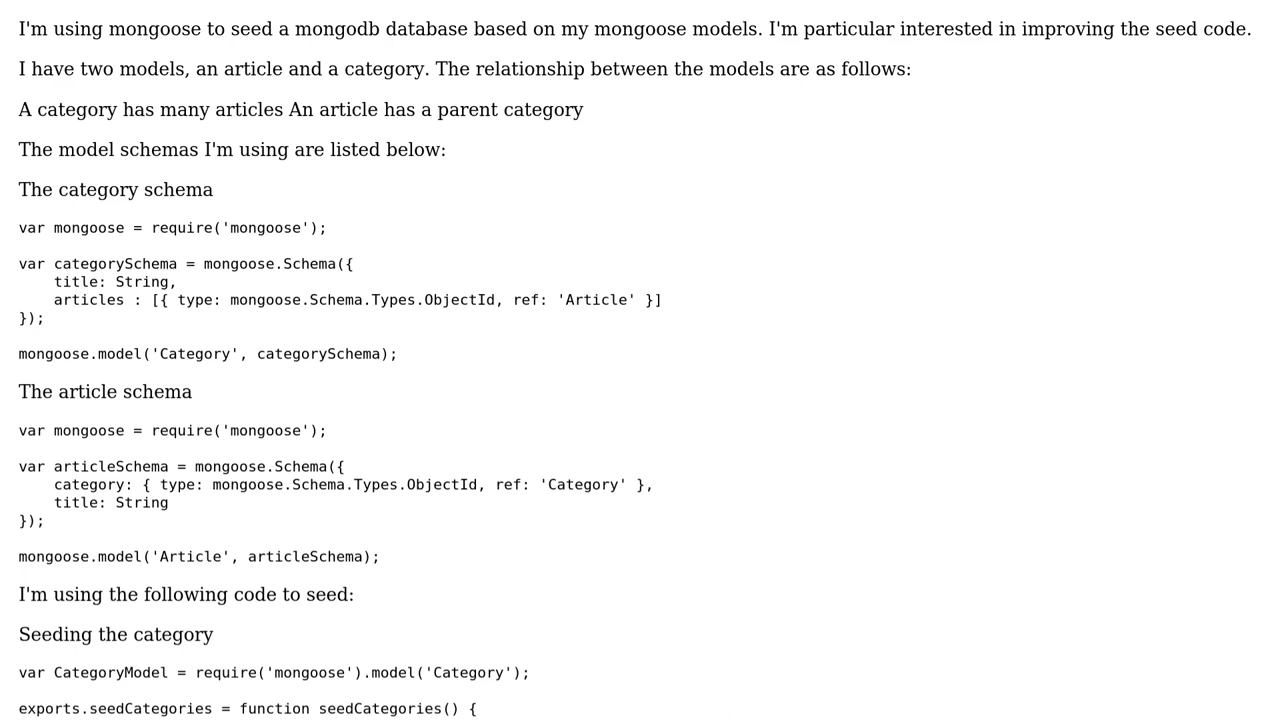 I'm using mongoose to seed a mongodb database based on my mongoose models. I'm particular interested in improving the seed code.
I have two models, an article and a category. The relationship between the models are as follows:
A category has many articles An article has a parent category
The model schemas I'm using are listed below:
The category schema
var mongoose = require('mongoose');
var categorySchema = mongoose.Schema({
    title: String,
    articles : [{ type: mongoose.Schema.Types.ObjectId, ref: 'Article' }]
});
mongoose.model('Category', categorySchema);
The article schema
var mongoose = require('mongoose');
var articleSchema = mongoose.Schema({
    category: { type: mongoose.Schema.Types.ObjectId, ref: 'Category' },
    title: String
});
mongoose.model('Article', articleSchema);
I'm using the following code to seed:
Seeding the category
var CategoryModel = require('mongoose').model('Category');
exports.seedCategories = function seedCategories() {